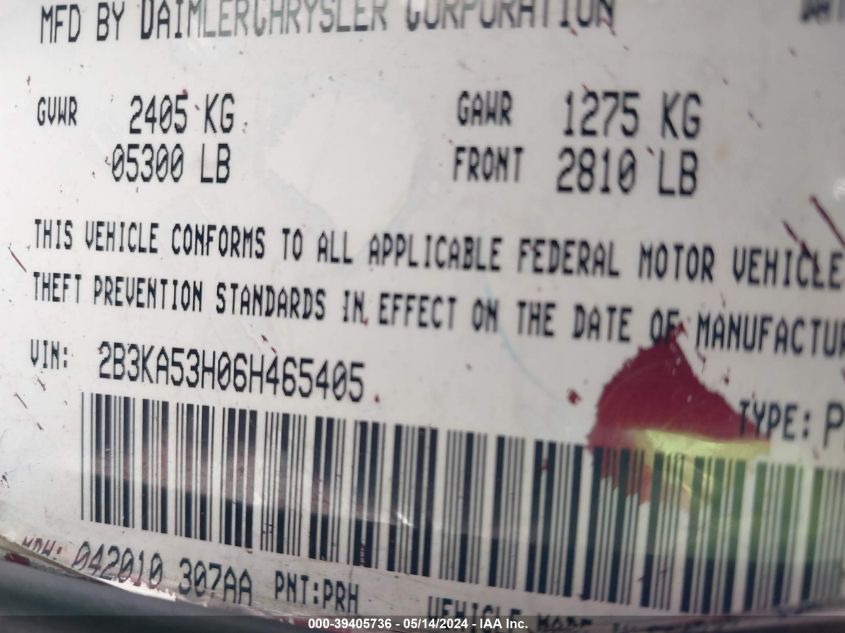 MFD BY DAIMLERCHRYSLER CORPORATION
GVWR 2405 KG GAWR 1275 KG
05300 LB FRONT 2810 LB
THIS VEHICLE CONFORMS TO ALL APPLICABLE FEDERAL MOTOR VEHICLE
THEFT PREVENTION STANDARDS IN EFFECT ON THE DATE OF MANUFACTU
VIN: 2B3KA53H06H465405
TYPE: P
MDH: 042010 307AA PNT:PRH
VEHICLE
000-39405736 - 05/14/2024 - IAA Inc.